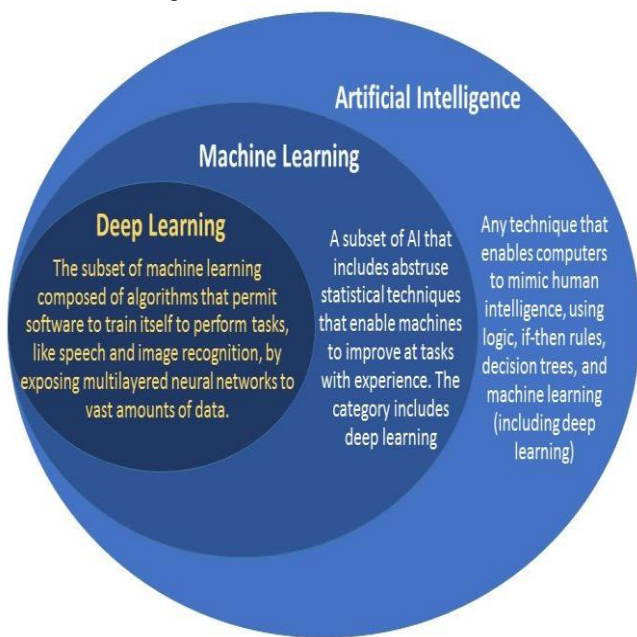 Artificial Intelligence
Machine Learning
Deep Learning
The subset of machine learning
composed of algorithms that permit
software to train itself to perform tasks,
like speech and image recognition, by
exposing multilayered neural networks to
vast amounts of data.
A subset of AI that
includes abstruse
statistical techniques
that enable machines
to improve at tasks
with experience. The
category includes
deep learning
Any technique that
enables computers
to mimic human
intelligence, using
logic, if-then rules,
decision trees, and
machine learning
(including deep
learning)